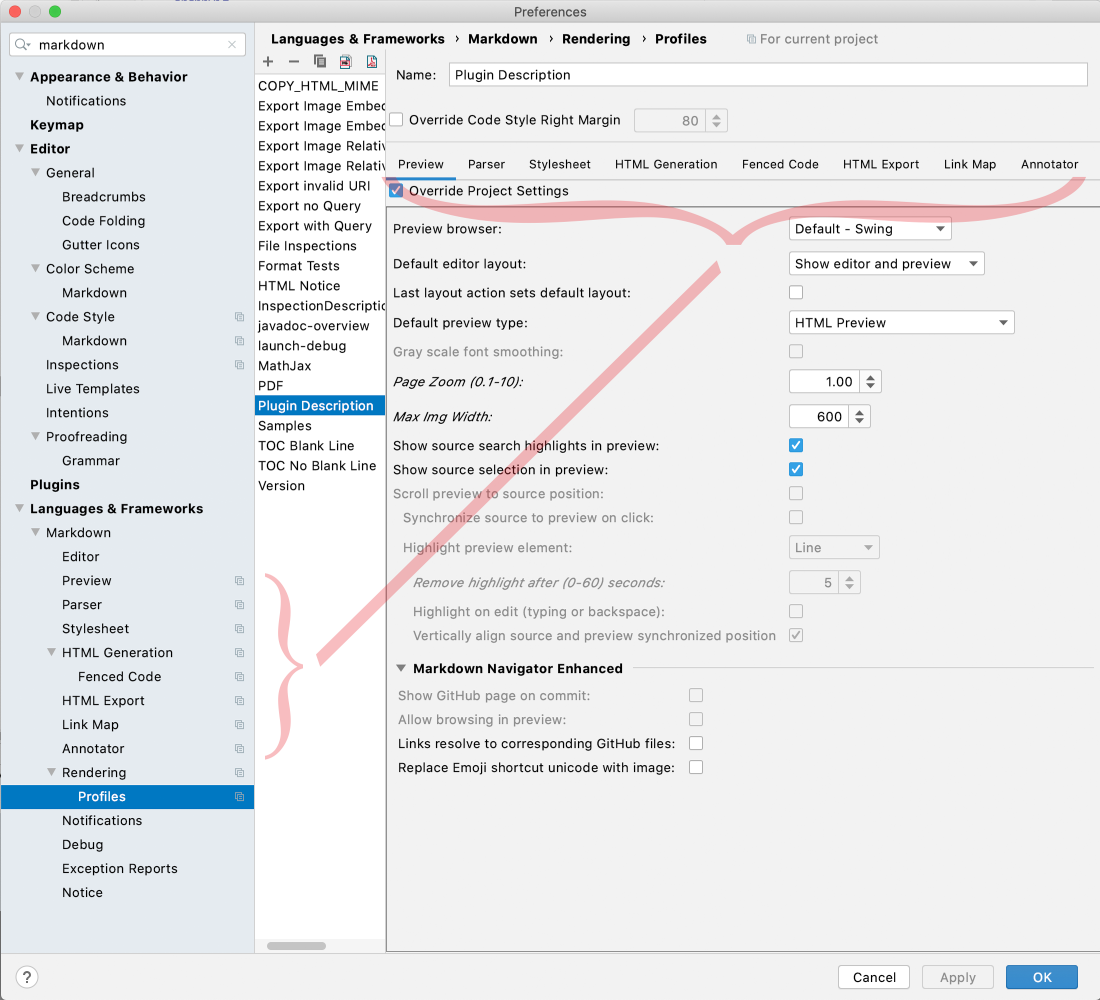 Preferences
markdown
Appearance & Behavior
Notifications
Keymap
Editor
General
Breadcrumbs
Code Folding
Gutter Icons
Color Scheme
Markdown
Code Style
Markdown
Inspections
Live Templates
Intentions
Proofreading
Grammar
Plugins
Languages & Frameworks
Markdown
Editor
Preview
Parser
Stylesheet
HTML Generation
Fenced Code
HTML Export
Link Map
Annotator
Rendering
Profiles
Notifications
Debug
Exception Reports
Notice
Languages & Frameworks › Markdown › Rendering › Profiles
For current project
COPY_HTML_MIME
Export Image Embec
Export Image Embec
Export Image Relativ
Export Image Relativ
Export invalid URI
Export no Query
Export with Query
File Inspections
Format Tests
HTML Notice
InspectionDescriptic
javadoc-overview
launch-debug
MathJax
PDF
Plugin Description
Samples
TOC Blank Line
TOC No Blank Line
Version
Name: Plugin Description
Override Code Style Right Margin 80
Preview Parser Stylesheet HTML Generation Fenced Code HTML Export Link Map Annotator
Override Project Settings
Preview browser: Default - Swing
Default editor layout: Show editor and preview
Last layout action sets default layout:
Default preview type: HTML Preview
Gray scale font smoothing:
Page Zoom (0.1-10): 1.00
Max Img Width: 600
Show source search highlights in preview:
Show source selection in preview:
Scroll preview to source position:
Synchronize source to preview on click:
Highlight preview element: Line
Remove highlight after (0-60) seconds: 5
Highlight on edit (typing or backspace):
Vertically align source and preview synchronized position
Markdown Navigator Enhanced
Show GitHub page on commit:
Allow browsing in preview:
Links resolve to corresponding GitHub files:
Replace Emoji shortcut unicode with image:
? Cancel Apply OK